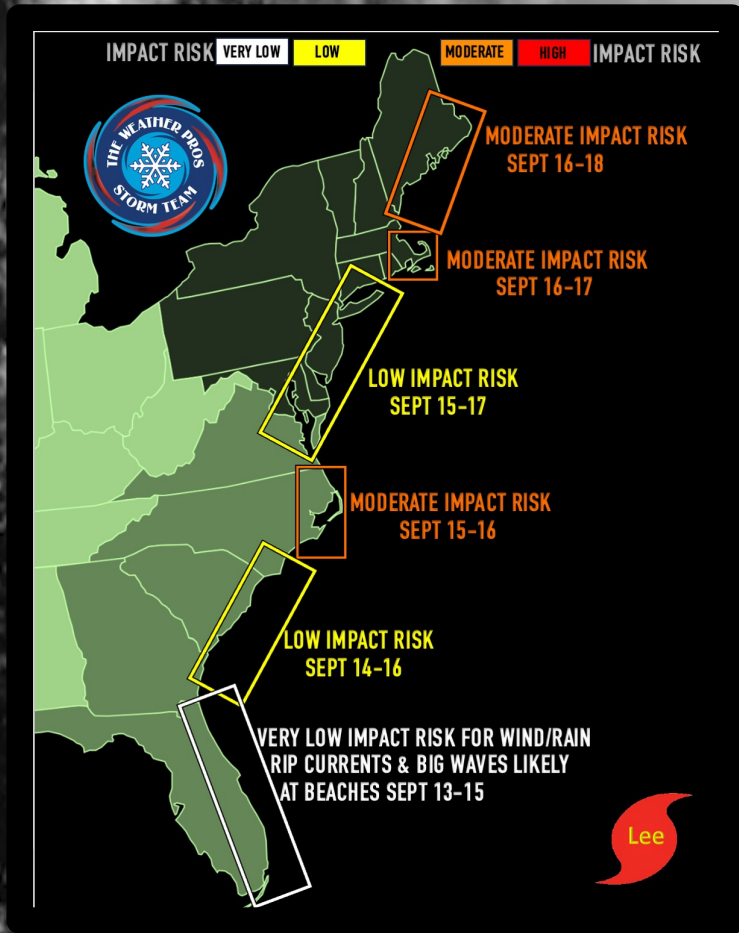 IMPACT RISK VERY LOW LOW MODERATE HIGH IMPACT RISK
THE WEATHER PROS
STORM TEAM
MODERATE IMPACT RISK
SEPT 16-18
MODERATE IMPACT RISK
SEPT 16-17
LOW IMPACT RISK
SEPT 15-17
MODERATE IMPACT RISK
SEPT 15-16
LOW IMPACT RISK
SEPT 14-16
VERY LOW IMPACT RISK FOR WIND/RAIN
RIP CURRENTS & BIG WAVES LIKELY
AT BEACHES SEPT 13-15
Lee